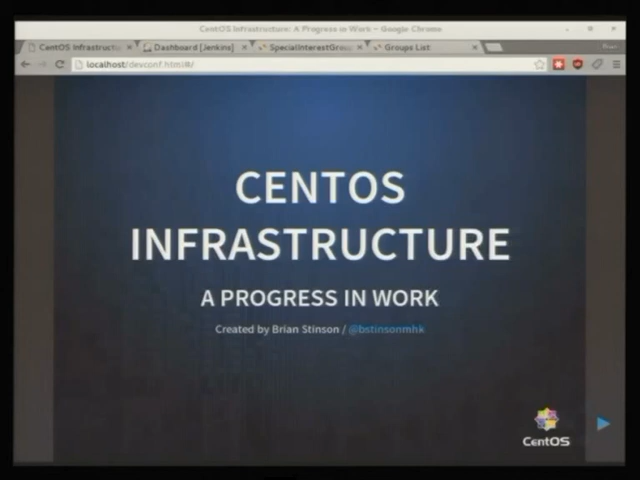 CentOS Infrastructure: A Progress in Work - Google Chrome
CentOS Infrastructu
Dashboard [Jenkins]
SpecialInterestGrou
Groups List
localhost/devconf.html#/
CENTOS
INFRASTRUCTURE
A PROGRESS IN WORK
Created by Brian Stinson / @bstinsonmhk
CentOS